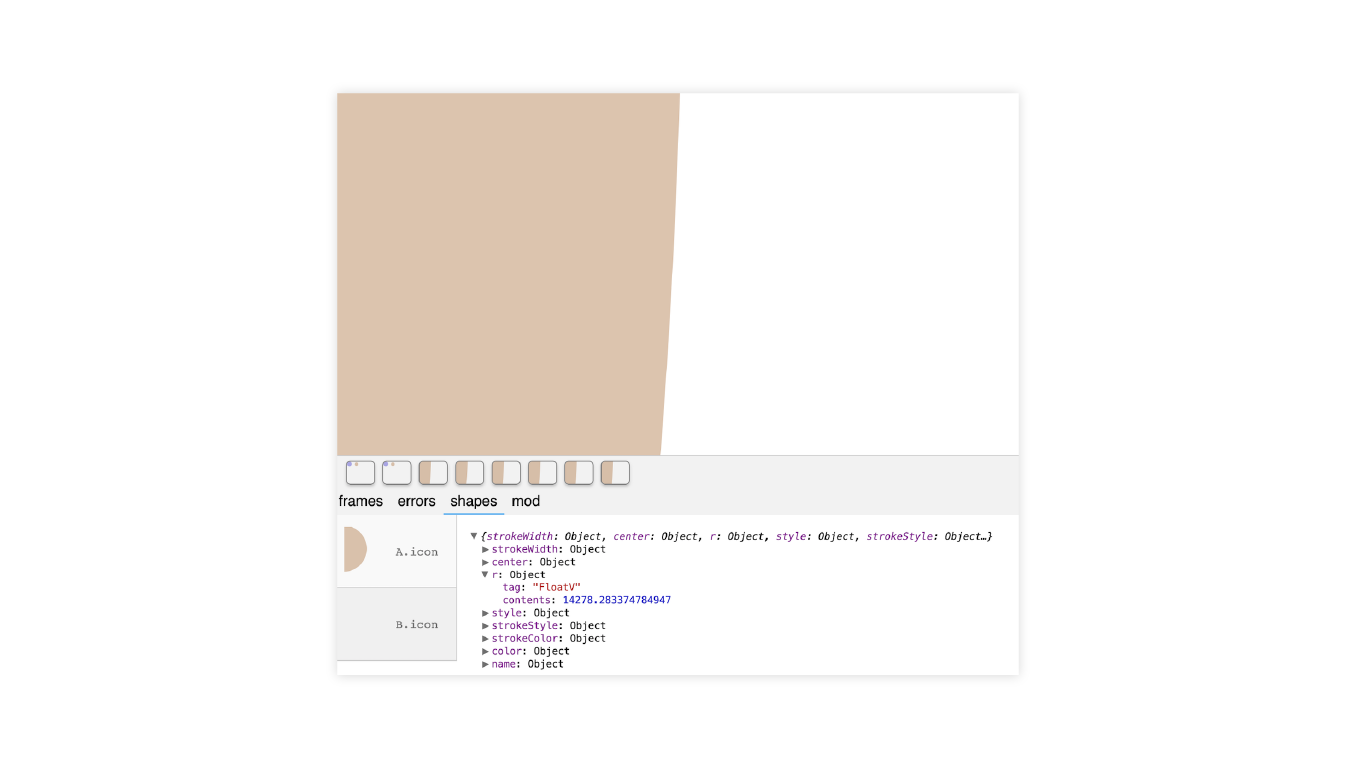 frames errors shapes mod
A.icon
B.icon
▼{strokeWidth: Object, center: Object, r: Object, style: Object, strokeStyle: Object…}
▶strokeWidth: Object
▶center: Object
▼r: Object
tag: "FloatV"
contents: 14278.283374784947
▶style: Object
▶strokeStyle: Object
▶strokeColor: Object
▶color: Object
▶name: Object